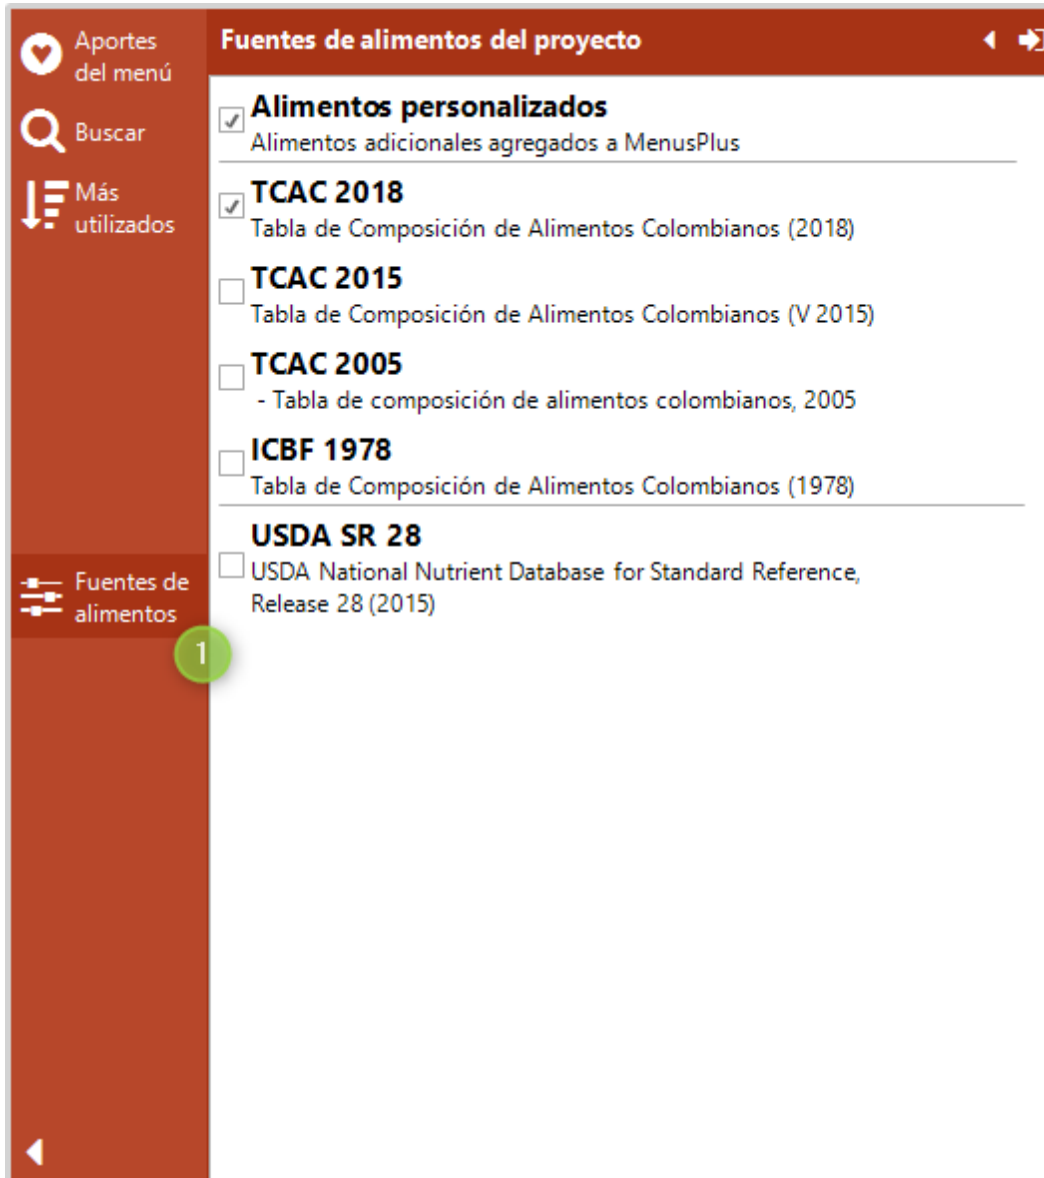 Aportes
del menú
Buscar
Más
utilizados
Fuentes de
alimentos
1
Fuentes de alimentos del proyecto
Alimentos personalizados
Alimentos adicionales agregados a MenusPlus
TCAC 2018
Tabla de Composición de Alimentos Colombianos (2018)
TCAC 2015
Tabla de Composición de Alimentos Colombianos (V 2015)
TCAC 2005
- Tabla de composición de alimentos colombianos, 2005
ICBF 1978
Tabla de Composición de Alimentos Colombianos (1978)
USDA SR 28
USDA National Nutrient Database for Standard Reference,
Release 28 (2015)